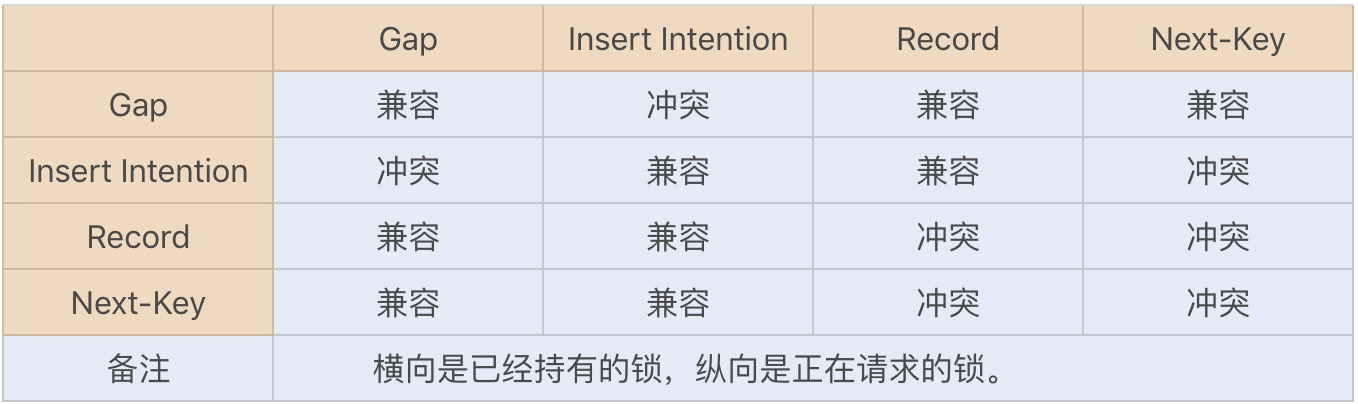 Gap Insert Intention Record Next-Key
Gap 兼容 冲突 兼容 兼容
Insert Intention 冲突 兼容 兼容 冲突
Record 兼容 兼容 冲突 冲突
Next-Key 兼容 兼容 冲突 冲突
备注 横向是已经持有的锁，纵向是正在请求的锁。